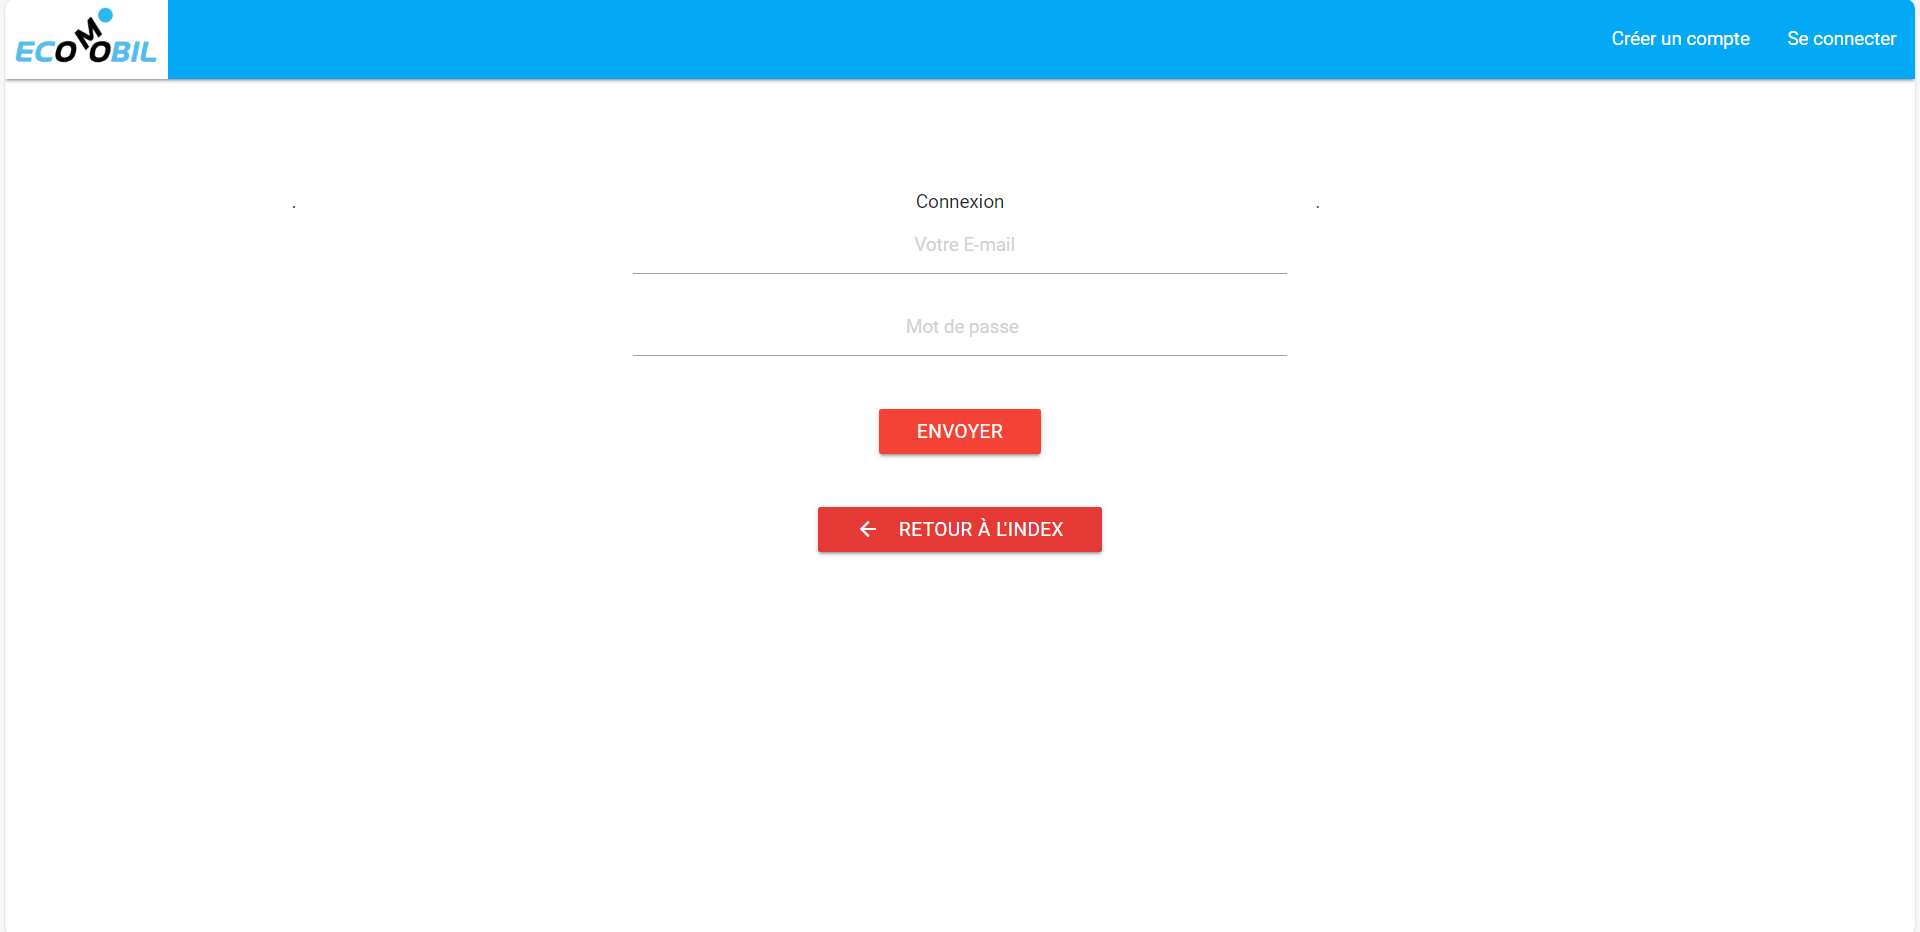 ECOMOBIL
Créer un compte
Se connecter
. Connexion .
Votre E-mail
Mot de passe
ENVOYER
RETOUR À L'INDEX